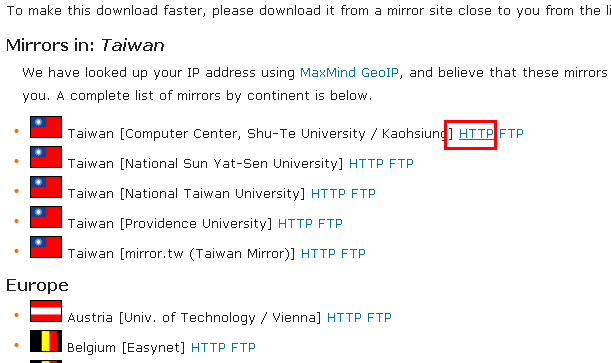 To make this download faster, please download it from a mirror site close to you from the li
Mirrors in: Taiwan
We have looked up your IP address using MaxMind GeoIP, and believe that these mirrors
you. A complete list of mirrors by continent is below.
Taiwan [Computer Center, Shu-Te University / Kaohsiung] HTTP FTP
Taiwan [National Sun Yat-Sen University] HTTP FTP
Taiwan [National Taiwan University] HTTP FTP
Taiwan [Providence University] HTTP FTP
Taiwan [mirror.tw (Taiwan Mirror)] HTTP FTP
Europe
Austria [Univ. of Technology / Vienna] HTTP FTP
Belgium [Easynet] HTTP FTP